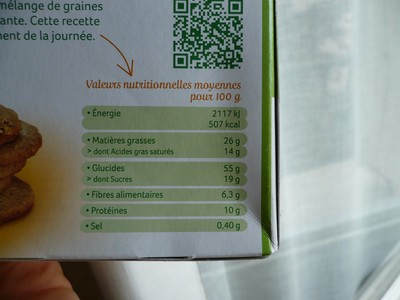 mélange de graines
ante. Cette recette
ment de la journée.
Valeurs nutritionnelles moyennes
pour 100 g
• Énergie 2117 kJ
507 kcal
• Matières grasses 26 g
> dont Acides gras saturés 14 g
• Glucides 55 g
> dont Sucres 19 g
• Fibres alimentaires 6,3 g
• Protéines 10 g
• Sel 0,40 g